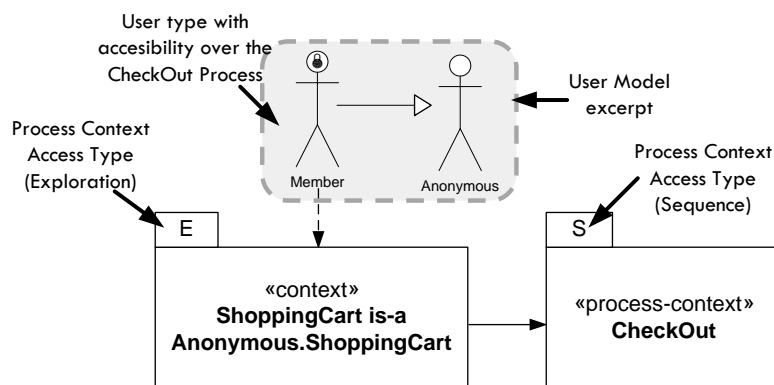 User type with
accesibility over the
CheckOut Process
User Model
excerpt
Member
Anonymous
Process Context
Access Type
(Exploration)
Process Context
Access Type
(Sequence)
E
S
«context»
ShoppingCart is-a
Anonymous.ShoppingCart
«process-context»
CheckOut